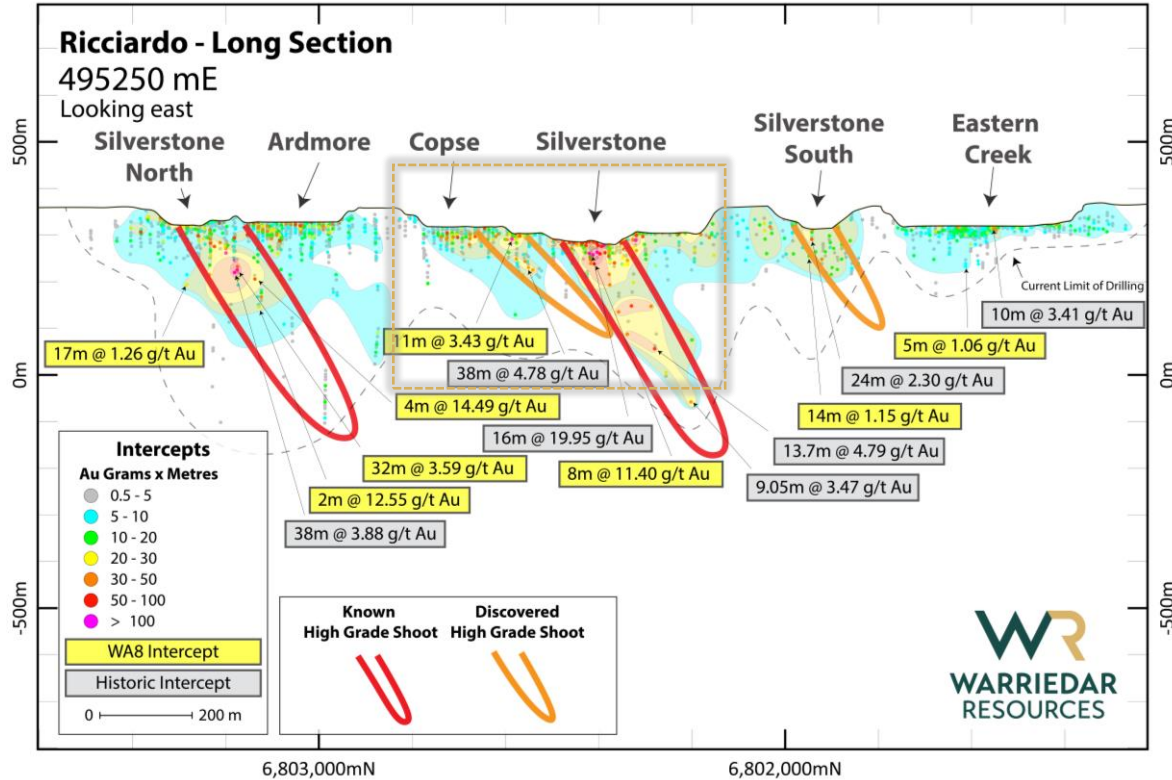 Ricciardo - Long Section
495250 mE
Looking east
Silverstone
North
Ardmore
Copse
Silverstone
Silverstone
South
Eastern
Creek
500m
500m
0m
0m
-500m
-500m
Current Limit of Drilling
17m @ 1.26 g/t Au
11m @ 3.43 g/t Au
38m @ 4.78 g/t Au
4m @ 14.49 g/t Au
16m @ 19.95 g/t Au
32m @ 3.59 g/t Au
8m @ 11.40 g/t Au
2m @ 12.55 g/t Au
38m @ 3.88 g/t Au
10m @ 3.41 g/t Au
5m @ 1.06 g/t Au
24m @ 2.30 g/t Au
14m @ 1.15 g/t Au
13.7m @ 4.79 g/t Au
9.05m @ 3.47 g/t Au
Intercepts
Au Grams x Metres
0.5 - 5
5 - 10
10 - 20
20 - 30
30 - 50
50 - 100
> 100
WA8 Intercept
Historic Intercept
0 200 m
Known
High Grade Shoot
Discovered
High Grade Shoot
WR
WARRIEDAR
RESOURCES
6,803,000mN
6,802,000mN